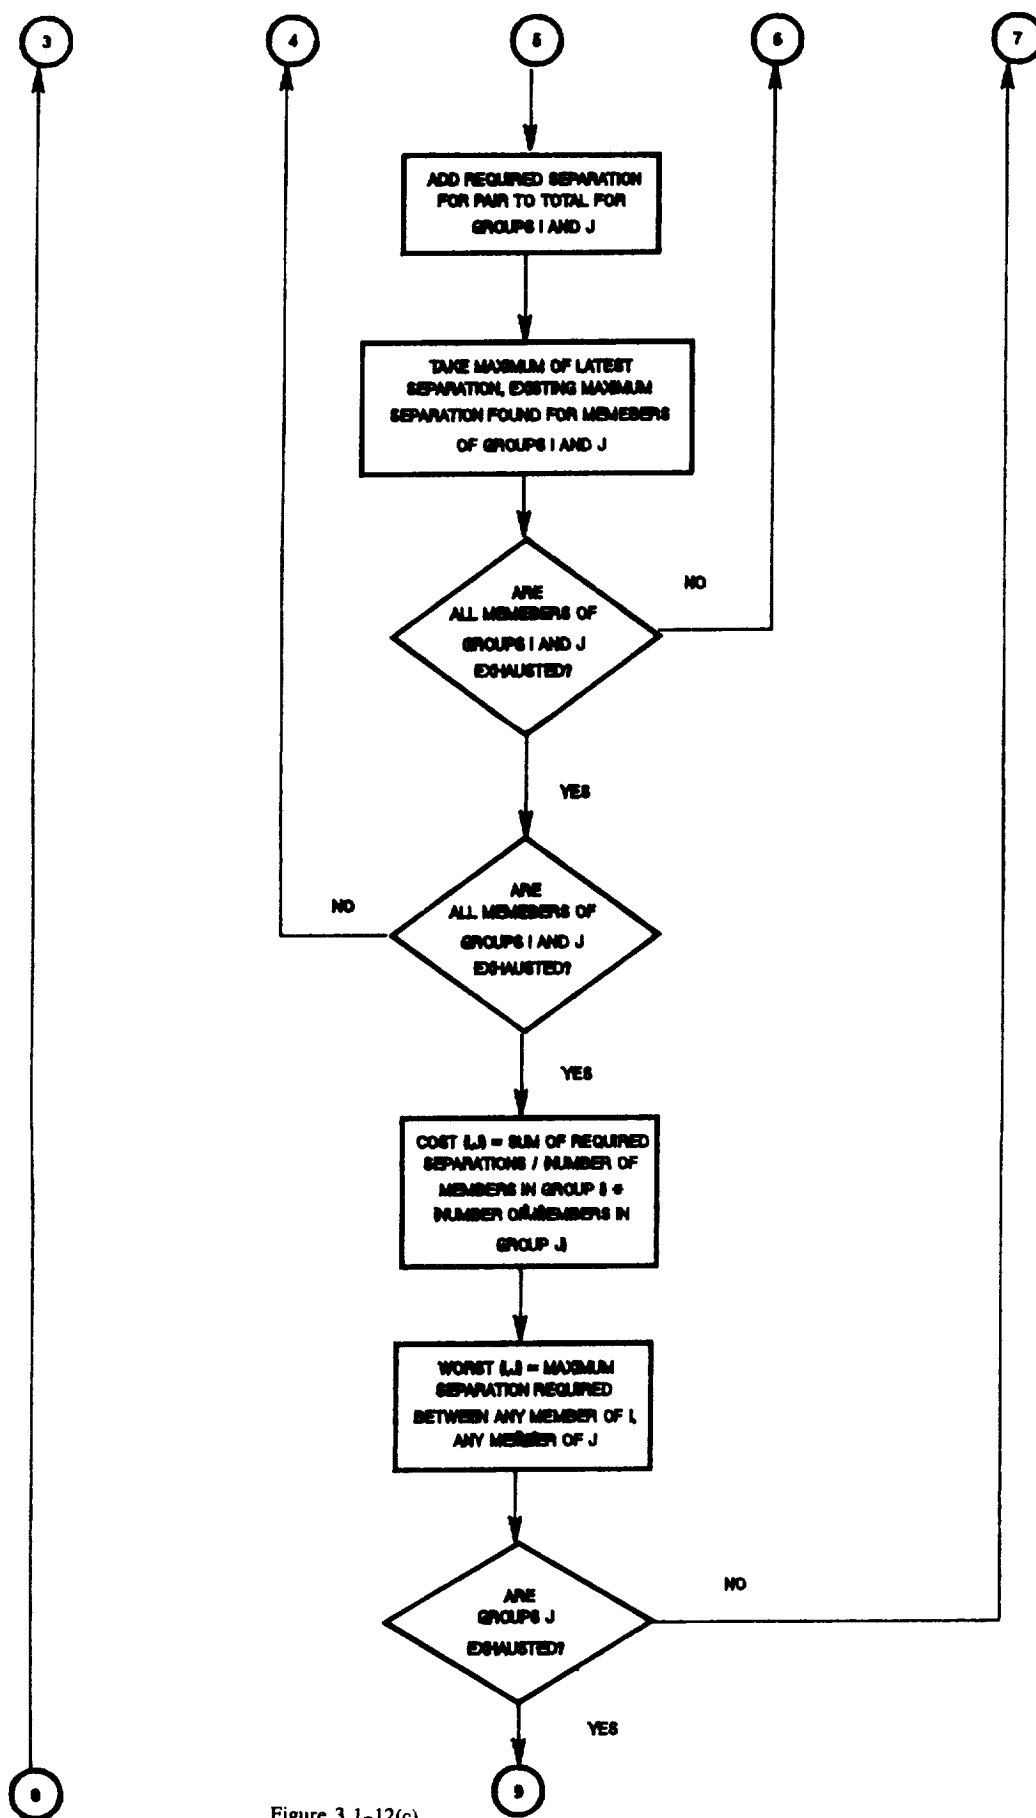 3 4 5 6 7
ADD REQUIRED SEPARATION
FOR PAIR TO TOTAL FOR
GROUPS I AND J
TAKE MAXIMUM OF LATEST
SEPARATION, EXISTING MAXIMUM
SEPARATION FOUND FOR MEMEBERS
OF GROUPS I AND J
ARE
ALL MEMEBERS OF
GROUPS I AND J
EXHAUSTED?
NO
YES
ARE
ALL MEMEBERS OF
GROUPS I AND J
EXHAUSTED?
NO
YES
COST (I,J) = SUM OF REQUIRED
SEPARATIONS / (NUMBER OF
MEMBERS IN GROUP I) *
(NUMBER OF MEMBERS IN
GROUP J)
WORST (I,J) = MAXIMUM
SEPARATION REQUIRED
BETWEEN ANY MEMBER OF I,
ANY MEMBER OF J
ARE
GROUPS J
EXHAUSTED?
NO
YES
8 9
Figure 3.1-12(c)